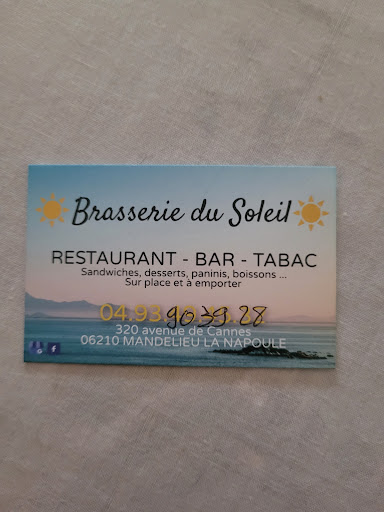 Brasserie du Soleil
RESTAURANT - BAR - TABAC
Sandwiches, desserts, paninis, boissons ...
Sur place et à emporter
04.93. 90 39.28
320 avenue de Cannes
06210 MANDELIEU LA NAPOULE